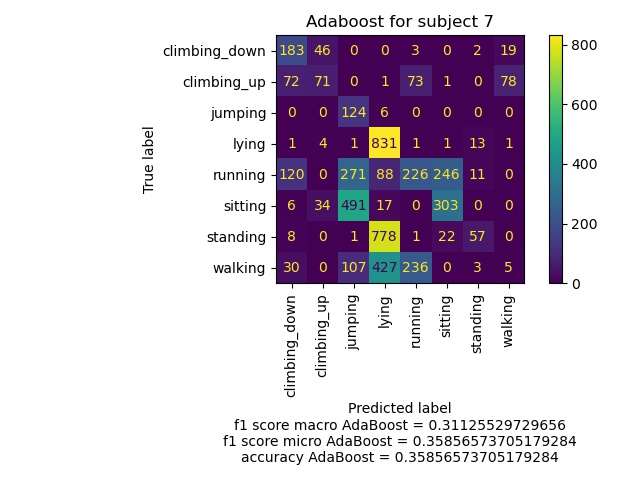 Adaboost for subject 7
climbing_down 183 46 0 0 3 0 2 19
climbing_up 72 71 0 1 73 1 0 78
jumping 0 0 124 6 0 0 0 0
lying 1 4 1 831 1 1 13 1
running 120 0 271 88 226 246 11 0
sitting 6 34 491 17 0 303 0 0
standing 8 0 1 778 1 22 57 0
walking 30 0 107 427 236 0 3 5
True label
climbing_down climbing_up jumping lying running sitting standing walking
800
600
400
200
0
Predicted label
f1 score macro AdaBoost = 0.31125529729656
f1 score micro AdaBoost = 0.35856573705179284
accuracy AdaBoost = 0.35856573705179284